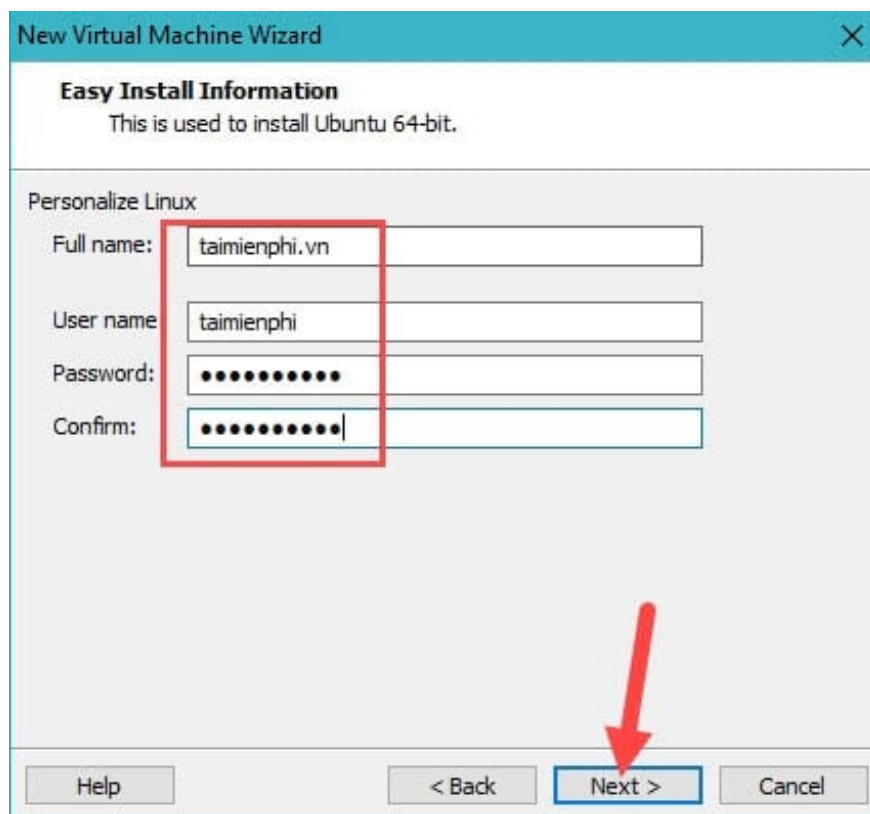 New Virtual Machine Wizard
Easy Install Information
This is used to install Ubuntu 64-bit.
Personalize Linux
Full name: taimienphi.vn
User name taimienphi
Password: ●●●●●●●●●●
Confirm: ●●●●●●●●●●
Help < Back Next > Cancel